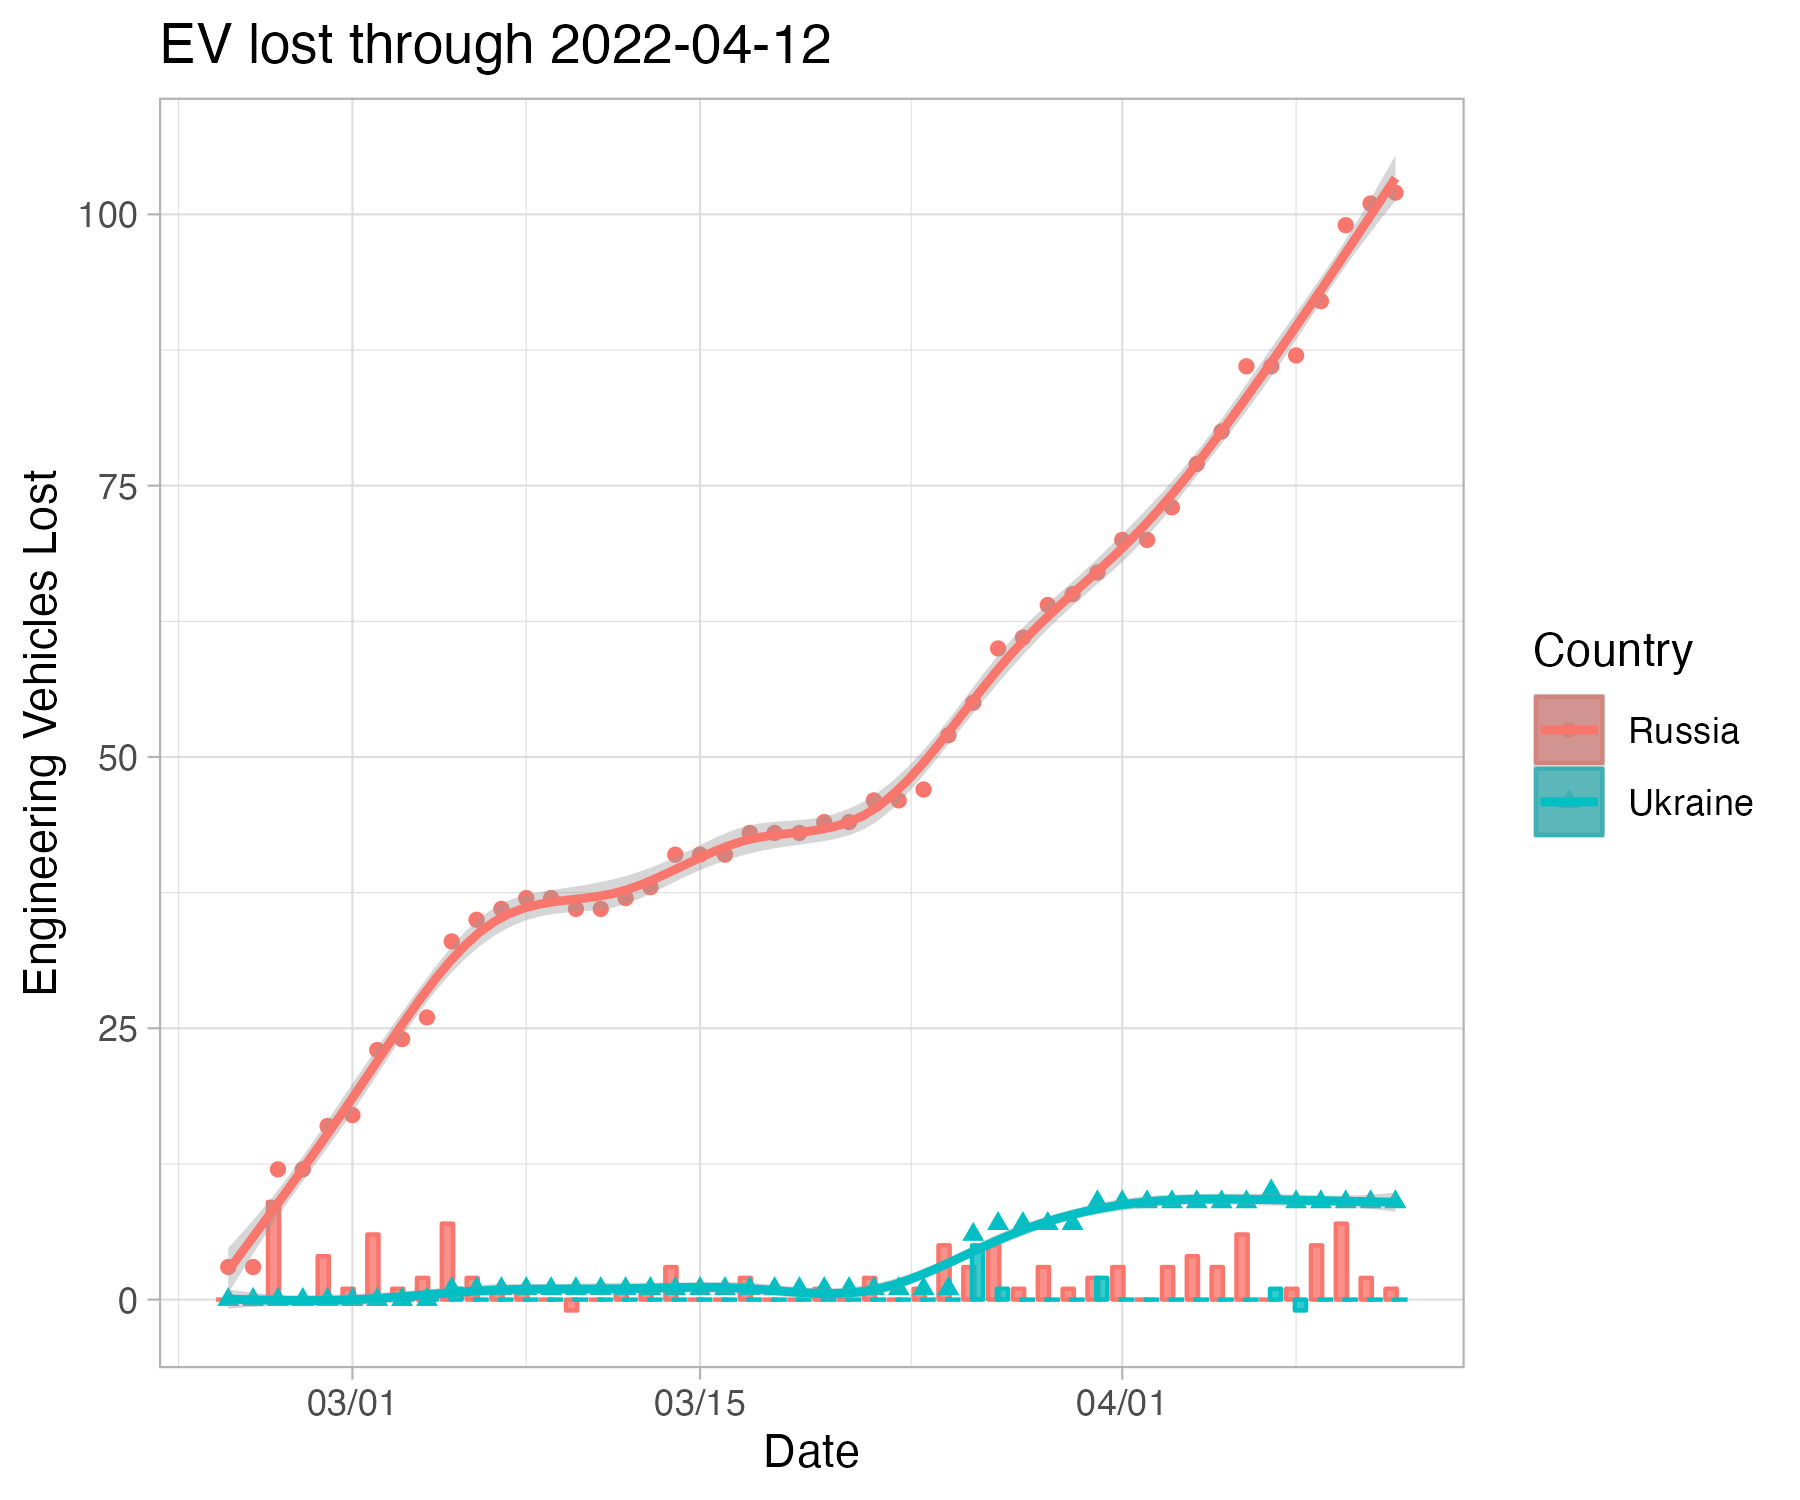 EV lost through 2022-04-12
Engineering Vehicles Lost
100
75
50
25
0
03/01
03/15
04/01
Date
Country
Russia
Ukraine